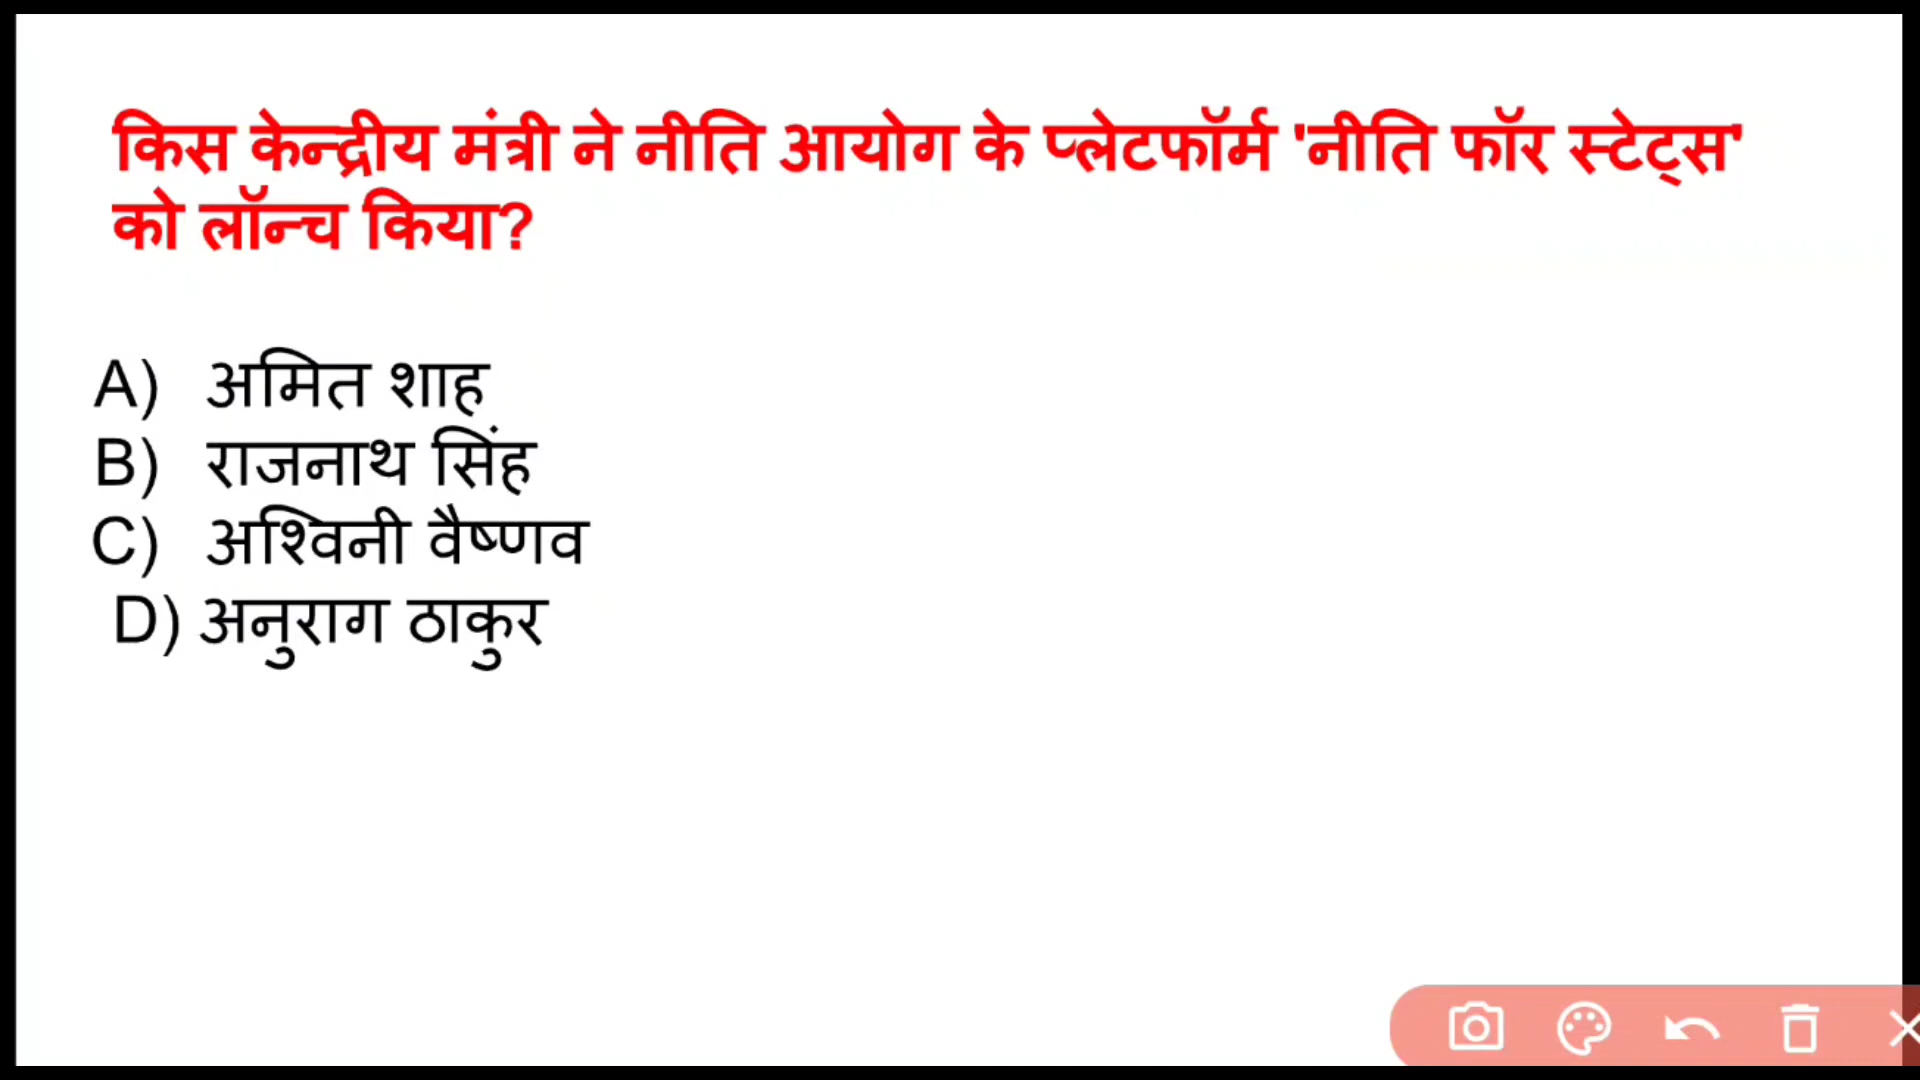 किस केन्द्रीय मंत्री ने नीति आयोग के प्लेटफॉर्म 'नीति फॉर स्टेट्स'
को लॉन्च किया?
A) अमित शाह
B) राजनाथ सिंह
C) अश्विनी वैष्णव
D) अनुराग ठाकुर